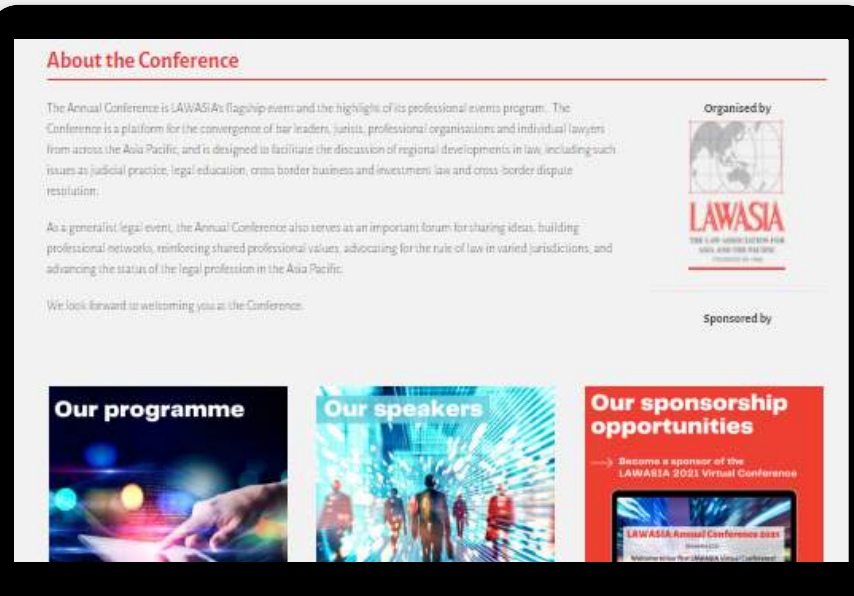 About the Conference
The Annual Conference is LAWASIA's flagship event and the highlight of its professional events program. The
Conference is a platform for the convergence of bar leaders, jurists, professional organisations and individual lawyers
from across the Asia Pacific, and is designed to facilitate the discussion of regional developments in law, including such
issues as judicial practice, legal education, cross border business and investment law and cross-border dispute
resolution.
As a generalist legal event, the Annual Conference also serves as an important forum for sharing ideas, building
professional networks, reinforcing shared professional values, advocating for the rule of law in varied jurisdictions, and
advancing the status of the legal profession in the Asia Pacific.
We look forward to welcoming you at the Conference.
Organised by
LAWASIA
THE LAW ASSOCIATION FOR
ASIA AND THE PACIFIC
Sponsored by
Our programme
Our speakers
Our sponsorship
opportunities
Become a sponsor of the
LAWASIA 2021 Virtual Conference
LAWASIA Annual Conference 2021
Welcome to our first LAWASIA Virtual Conference!